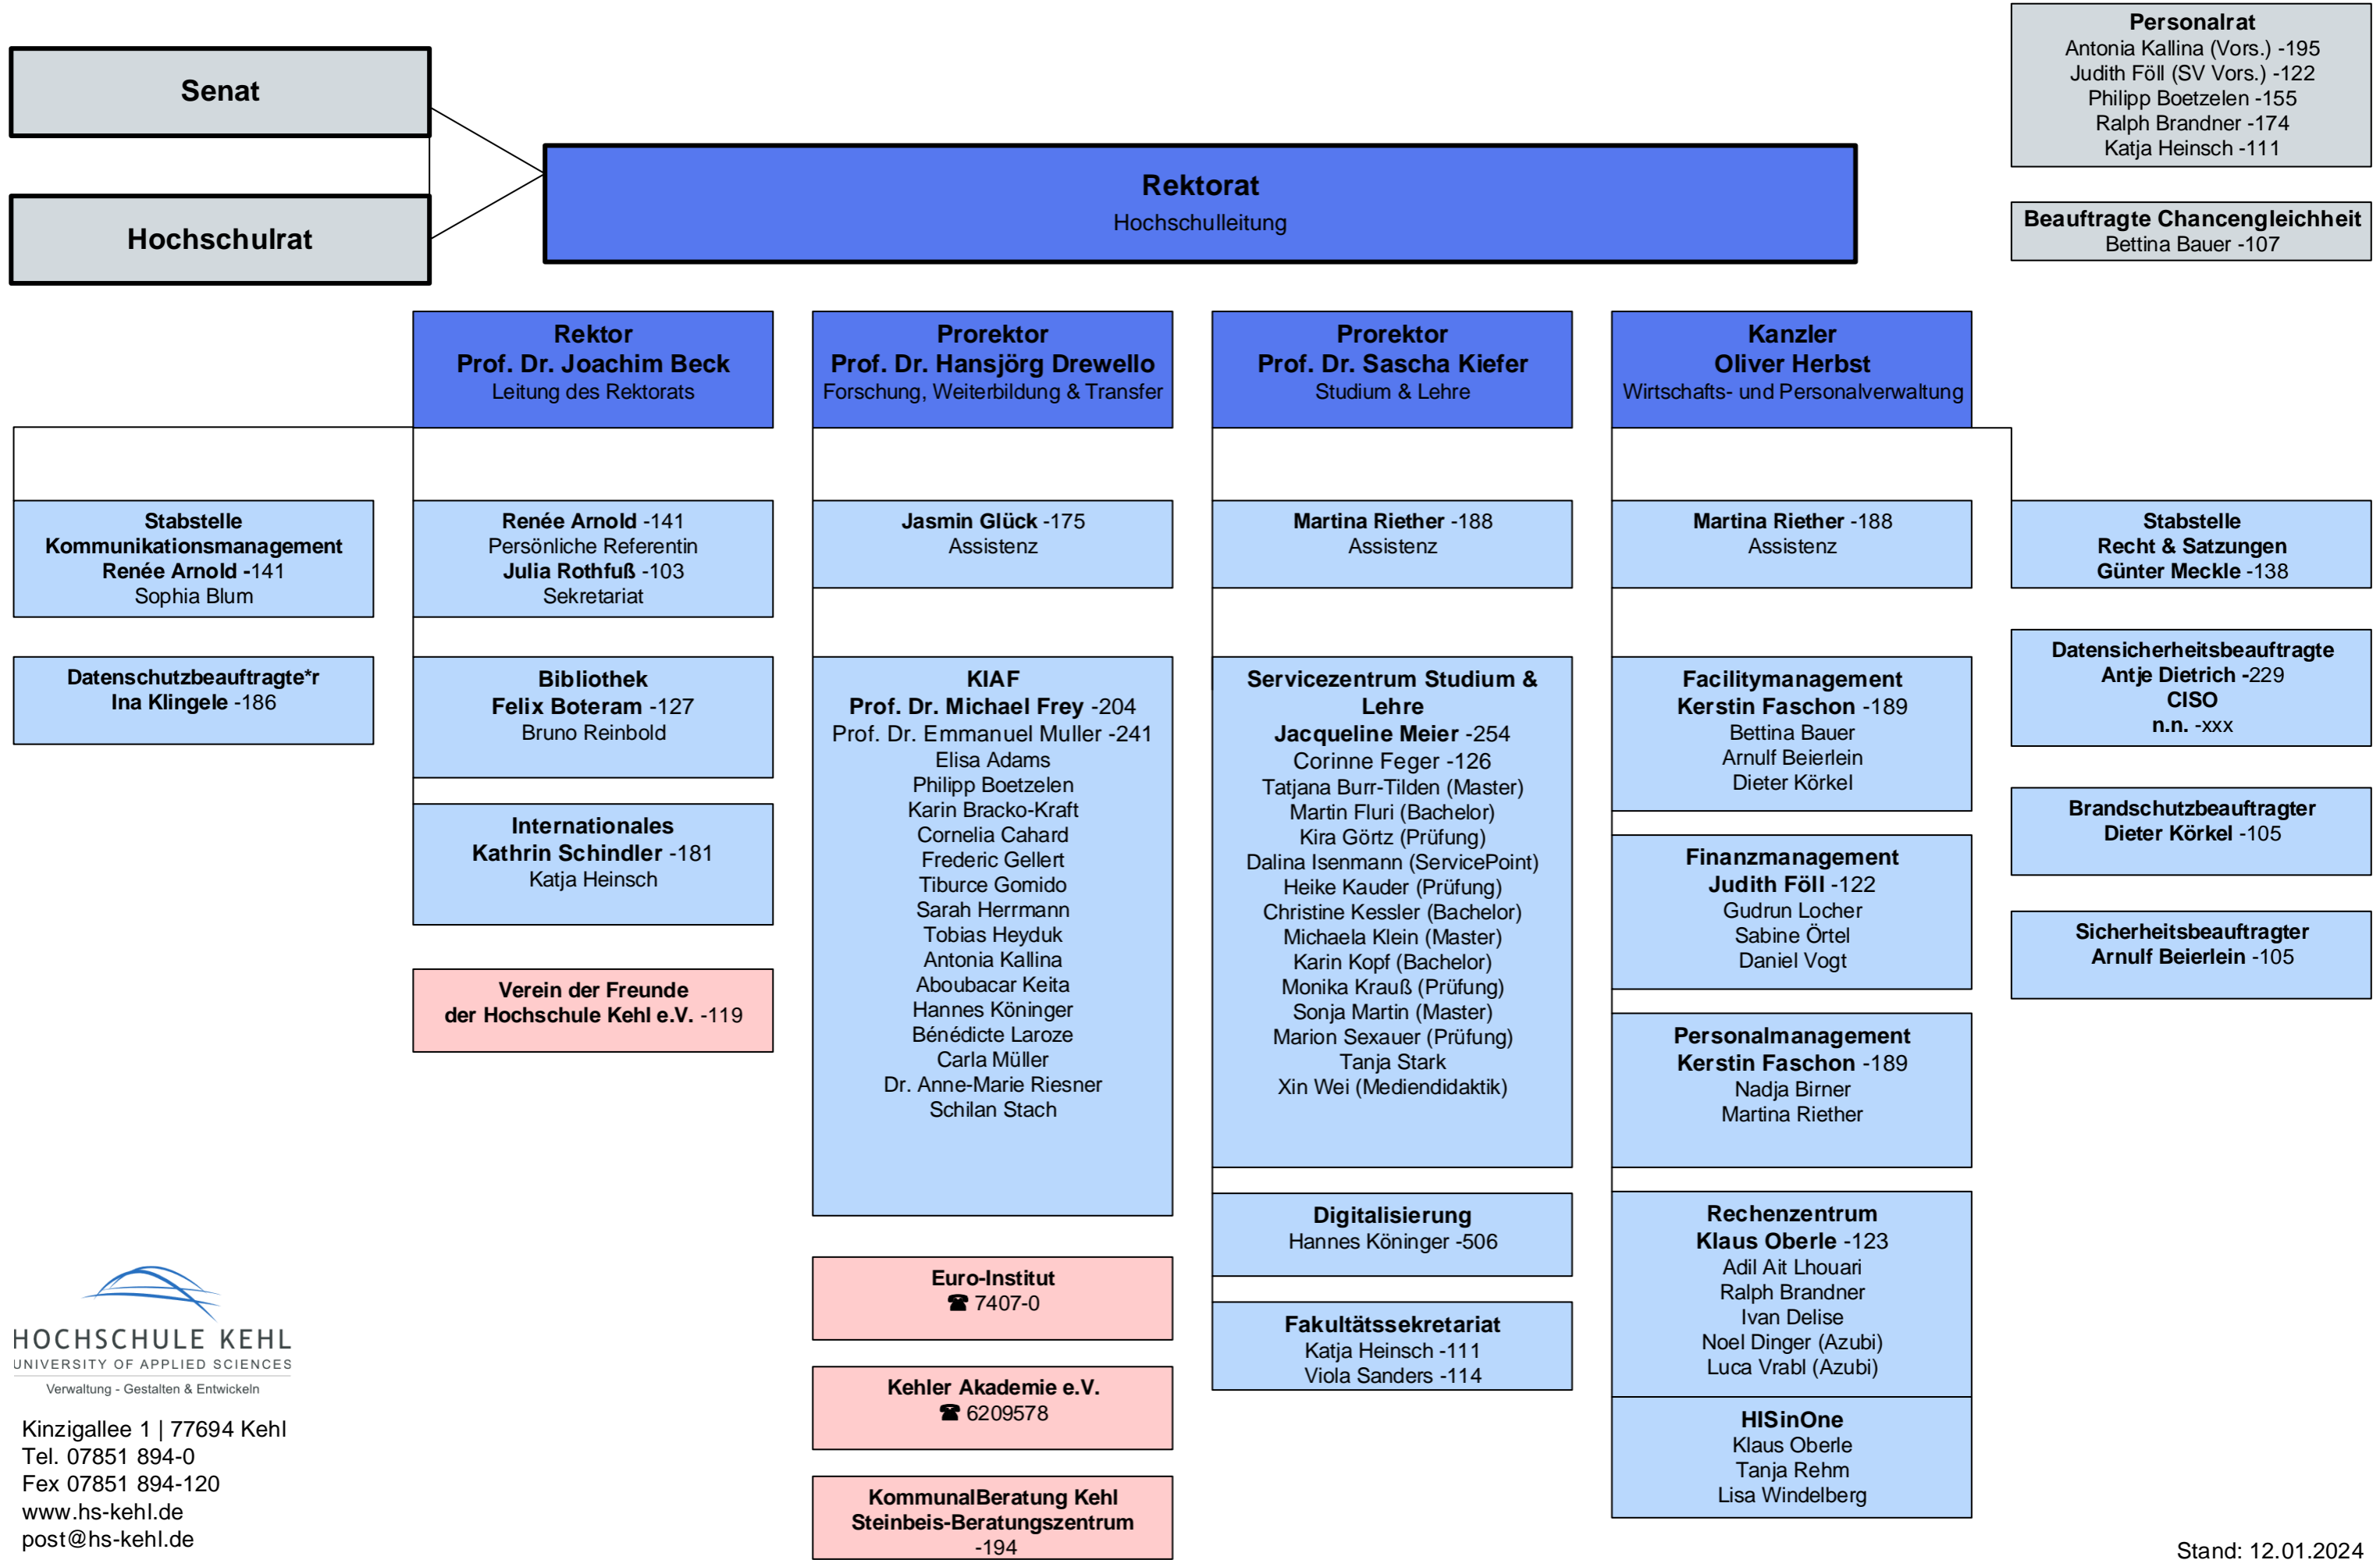 Senat
Hochschulrat
Rektorat
Hochschulleitung
Personalrat
Antonia Kallina (Vors.) -195
Judith Föll (SV Vors.) -122
Philipp Boetzelen -155
Ralph Brandner -174
Katja Heinsch -111
Beauftragte Chancengleichheit
Bettina Bauer -107
Rektor
Prof. Dr. Joachim Beck
Leitung des Rektorats
Prorektor
Prof. Dr. Hansjörg Drewello
Forschung, Weiterbildung & Transfer
Prorektor
Prof. Dr. Sascha Kiefer
Studium & Lehre
Kanzler
Oliver Herbst
Wirtschafts- und Personalverwaltung
Stabstelle
Kommunikationsmanagement
Renée Arnold -141
Sophia Blum
Datenschutzbeauftragte*r
Ina Klingele -186
Renée Arnold -141
Persönliche Referentin
Julia Rothfuß -103
Sekretariat
Bibliothek
Felix Boteram -127
Bruno Reinbold
Internationales
Kathrin Schindler -181
Katja Heinsch
Verein der Freunde
der Hochschule Kehl e.V. -119
Jasmin Glück -175
Assistenz
KIAF
Prof. Dr. Michael Frey -204
Prof. Dr. Emmanuel Muller -241
Elisa Adams
Philipp Boetzelen
Karin Bracko-Kraft
Cornelia Cahard
Frederic Gellert
Tiburce Gomido
Sarah Herrmann
Tobias Heyduk
Antonia Kallina
Aboubacar Keita
Hannes Köninger
Bénédicte Laroze
Carla Müller
Dr. Anne-Marie Riesner
Schilan Stach
Euro-Institut
☎ 7407-0
Kehler Akademie e.V.
☎ 6209578
KommunalBeratung Kehl
Steinbeis-Beratungszentrum
-194
Martina Riether -188
Assistenz
Servicezentrum Studium &
Lehre
Jacqueline Meier -254
Corinne Feger -126
Tatjana Burr-Tilden (Master)
Martin Fluri (Bachelor)
Kira Görtz (Prüfung)
Dalina Isenmann (ServicePoint)
Heike Kauder (Prüfung)
Christine Kessler (Bachelor)
Michaela Klein (Master)
Karin Kopf (Bachelor)
Monika Krauß (Prüfung)
Sonja Martin (Master)
Marion Sexauer (Prüfung)
Tanja Stark
Xin Wei (Mediendidaktik)
Digitalisierung
Hannes Köninger -506
Fakultätssekretariat
Katja Heinsch -111
Viola Sanders -114
Martina Riether -188
Assistenz
Facilitymanagement
Kerstin Faschon -189
Bettina Bauer
Arnulf Beierlein
Dieter Körkel
Finanzmanagement
Judith Föll -122
Gudrun Locher
Sabine Örtel
Daniel Vogt
Personalmanagement
Kerstin Faschon -189
Nadja Birner
Martina Riether
Rechenzentrum
Klaus Oberle -123
Adil Ait Lhouari
Ralph Brandner
Ivan Delise
Noel Dinger (Azubi)
Luca Vrabl (Azubi)
HISinOne
Klaus Oberle
Tanja Rehm
Lisa Windelberg
Stabstelle
Recht & Satzungen
Günter Meckle -138
Datensicherheitsbeauftragte
Antje Dietrich -229
CISO
n.n. -xxx
Brandschutzbeauftragter
Dieter Körkel -105
Sicherheitsbeauftragter
Arnulf Beierlein -105
HOCHSCHULE KEHL
UNIVERSITY OF APPLIED SCIENCES
Verwaltung - Gestalten & Entwickeln
Kinzigallee 1 | 77694 Kehl
Tel. 07851 894-0
Fex 07851 894-120
www.hs-kehl.de
post@hs-kehl.de
Stand: 12.01.2024